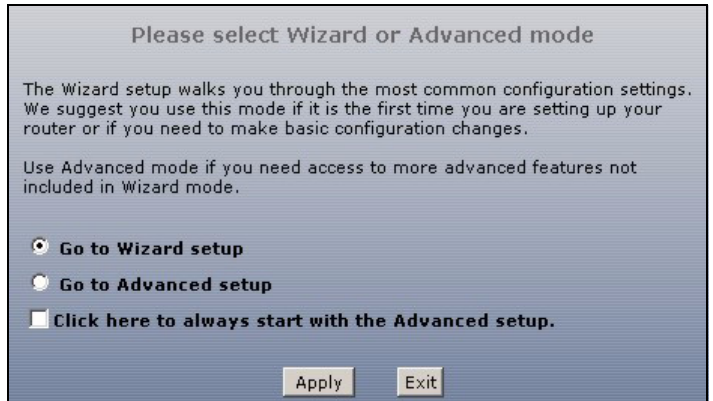 Please select Wizard or Advanced mode
The Wizard setup walks you through the most common configuration settings.
We suggest you use this mode if it is the first time you are setting up your
router or if you need to make basic configuration changes.
Use Advanced mode if you need access to more advanced features not
included in Wizard mode.
Go to Wizard setup
Go to Advanced setup
Click here to always start with the Advanced setup.
Apply Exit